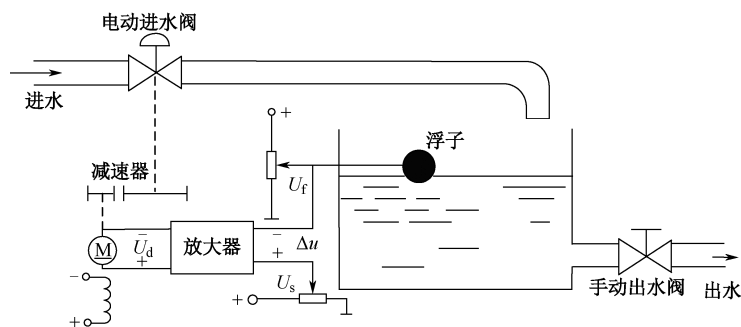 电动进水阀
进水
+
浮子
减速器
U_f
M
−
U_d
+
放大器
−
Δu
+
U_s
−
+
+
手动出水阀
出水